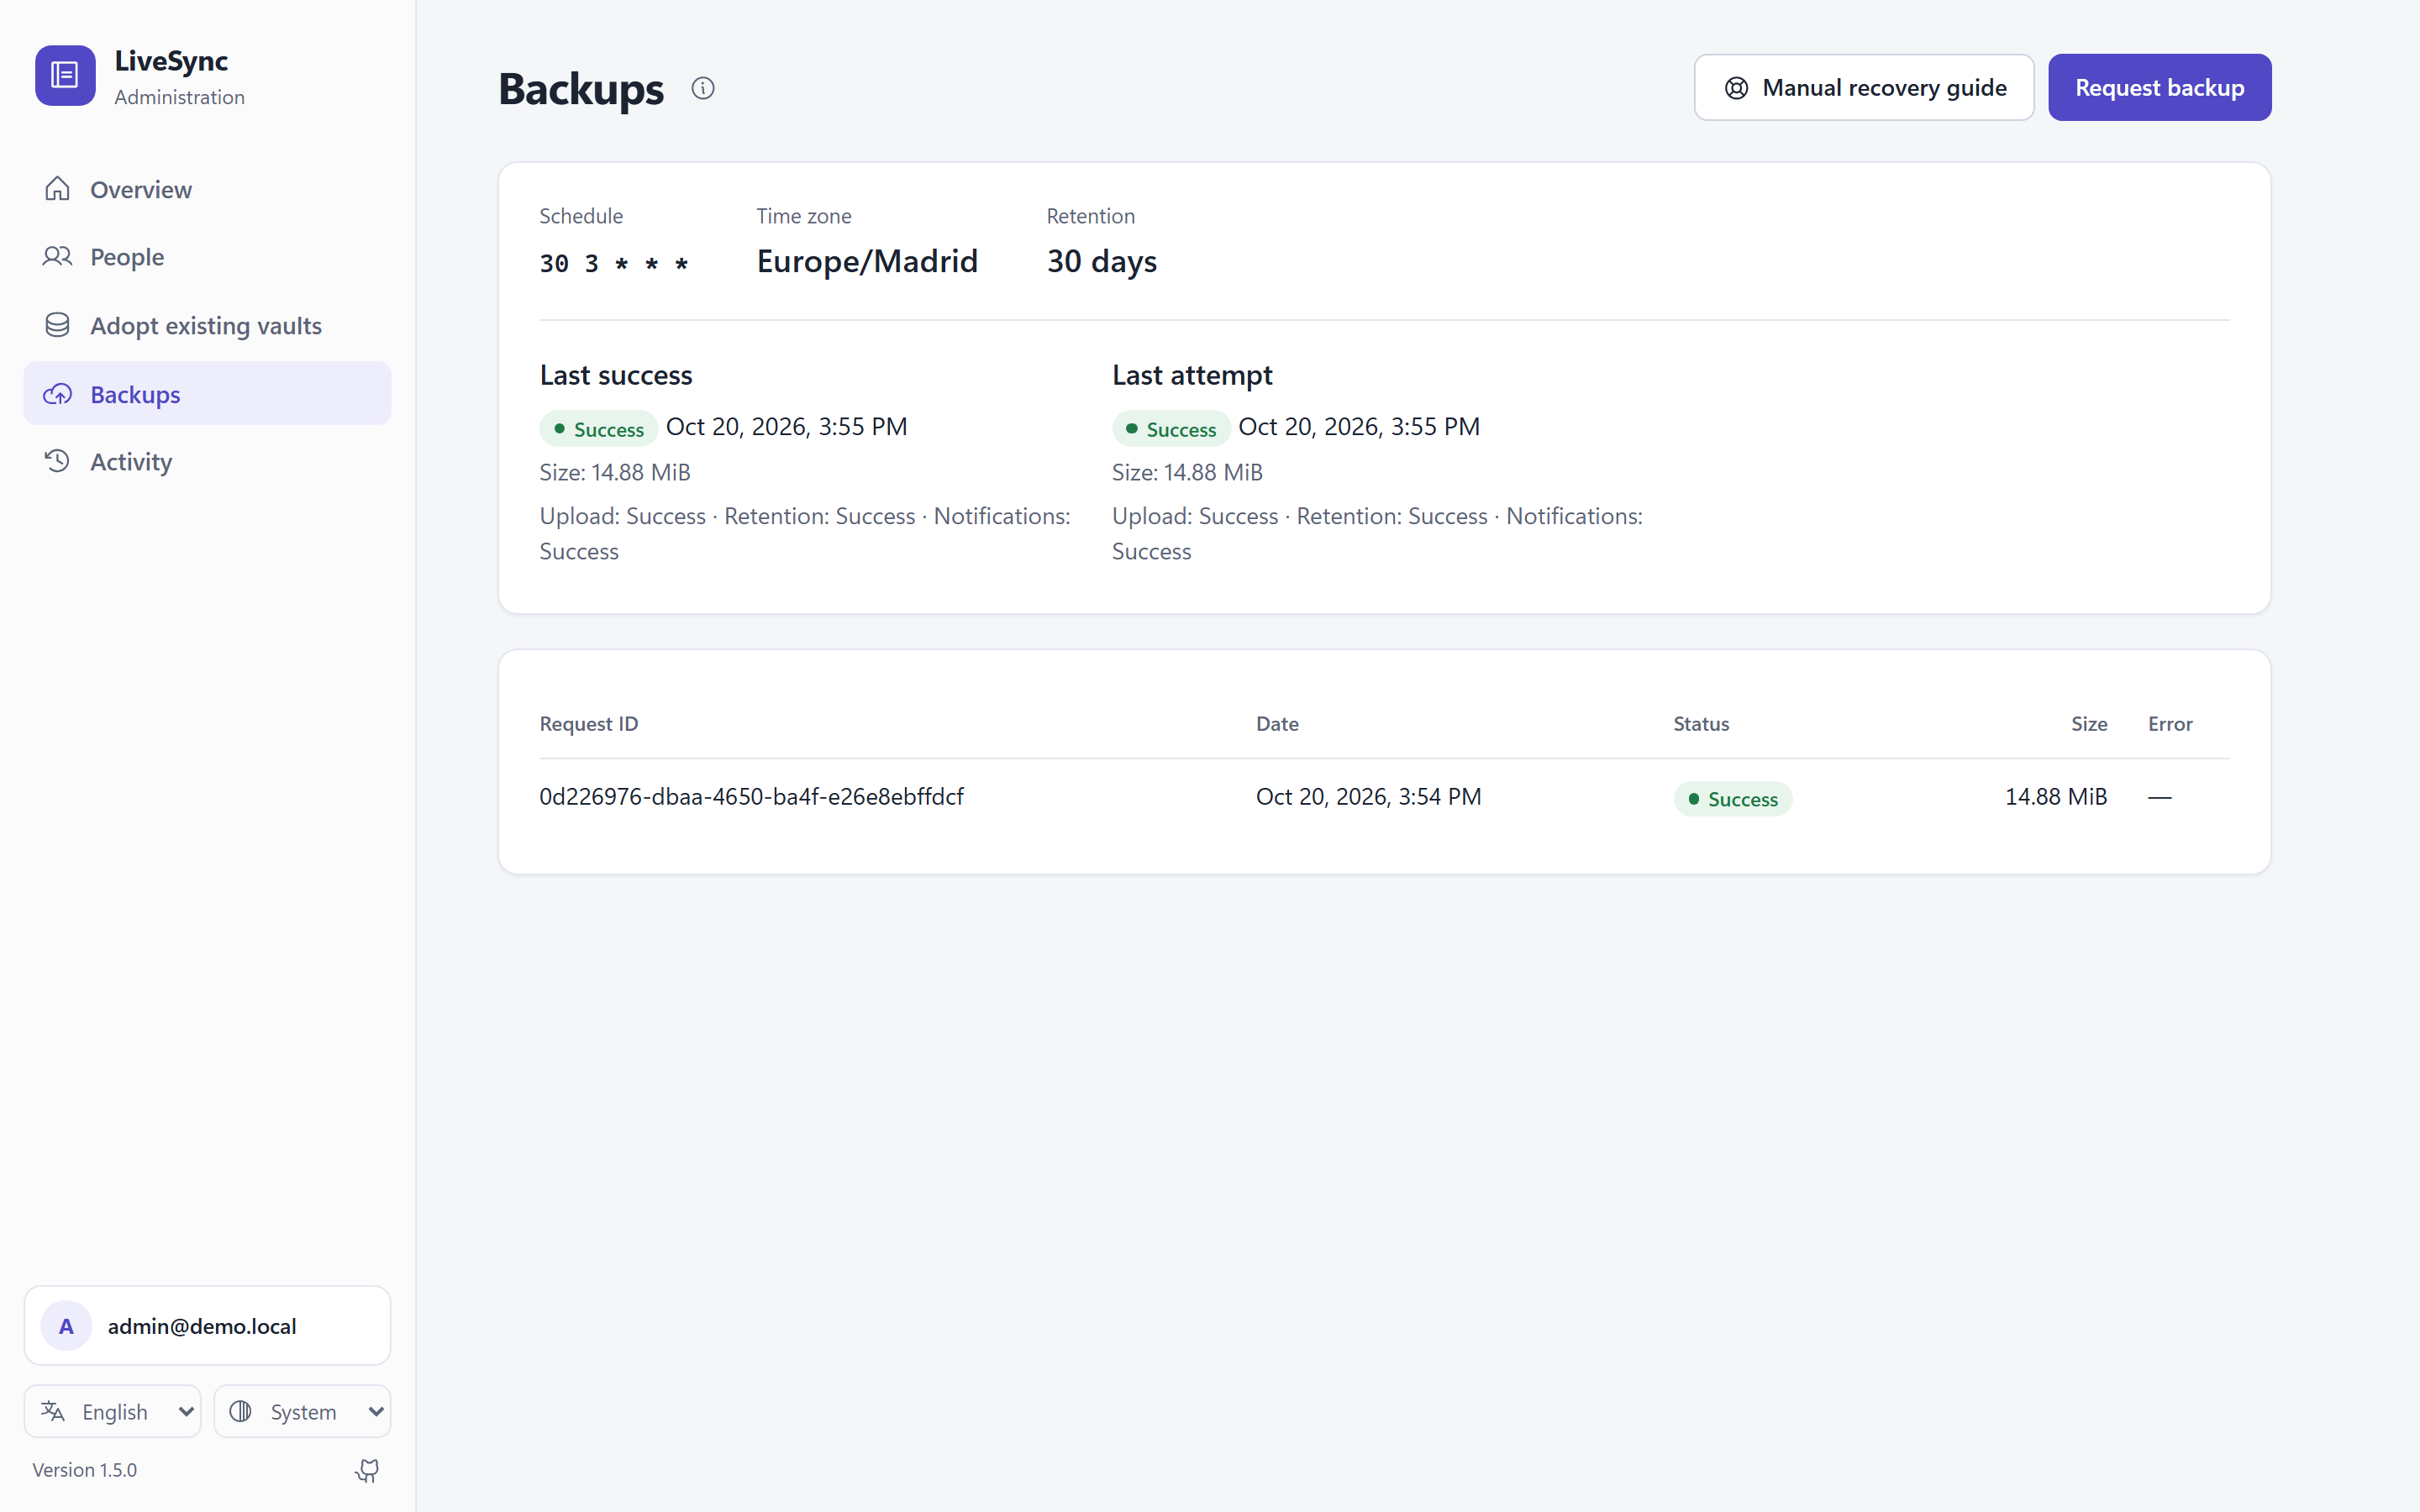 LiveSync
Administration
Overview
People
Adopt existing vaults
Backups
Activity
A
admin@demo.local
English
System
Version 1.5.0
Backups
Manual recovery guide
Request backup
Schedule
30 3 * * *
Time zone
Europe/Madrid
Retention
30 days
Last success
Success Oct 20, 2026, 3:55 PM
Size: 14.88 MiB
Upload: Success · Retention: Success · Notifications:
Success
Last attempt
Success Oct 20, 2026, 3:55 PM
Size: 14.88 MiB
Upload: Success · Retention: Success · Notifications:
Success
Request ID Date Status Size Error
0d226976-dbaa-4650-ba4f-e26e8ebffdcf Oct 20, 2026, 3:54 PM Success 14.88 MiB —